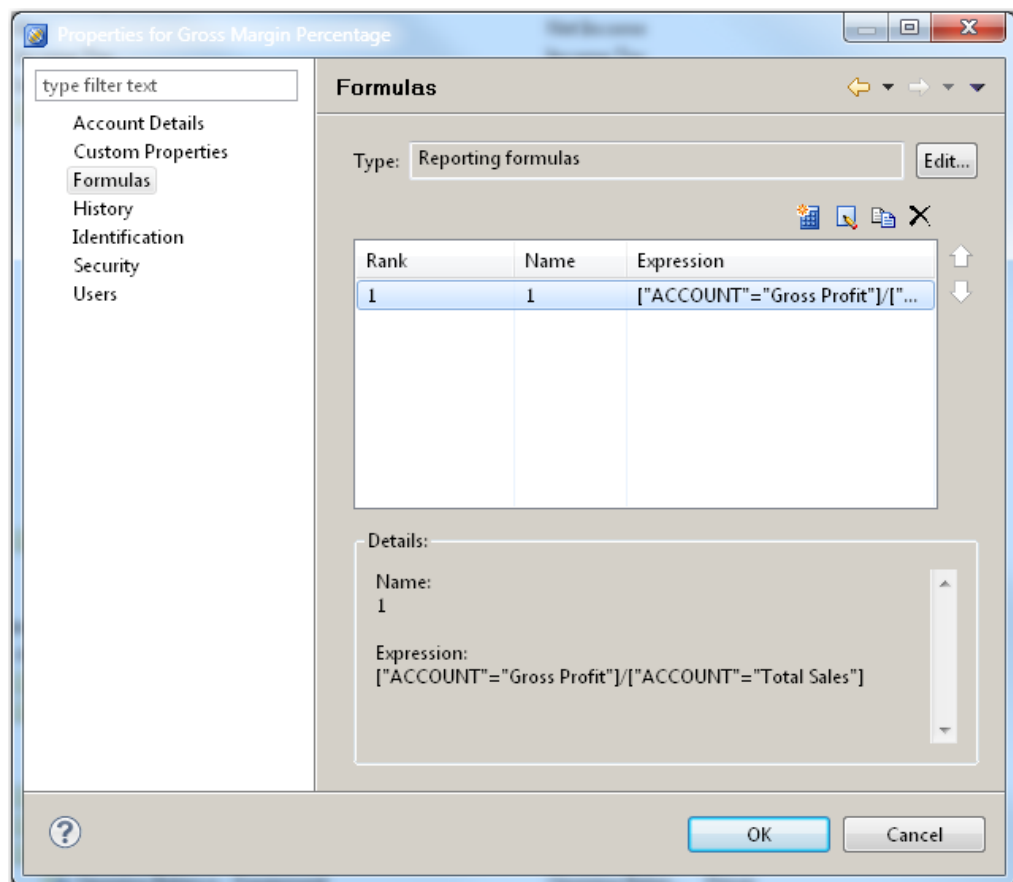 Properties for Gross Margin Percentage
type filter text
Account Details
Custom Properties
Formulas
History
Identification
Security
Users
Formulas
Type: Reporting formulas Edit...
Rank Name Expression
1 1 ["ACCOUNT"="Gross Profit"]/["...
Details:
Name:
1
Expression:
["ACCOUNT"="Gross Profit"]/["ACCOUNT"="Total Sales"]
?
OK Cancel